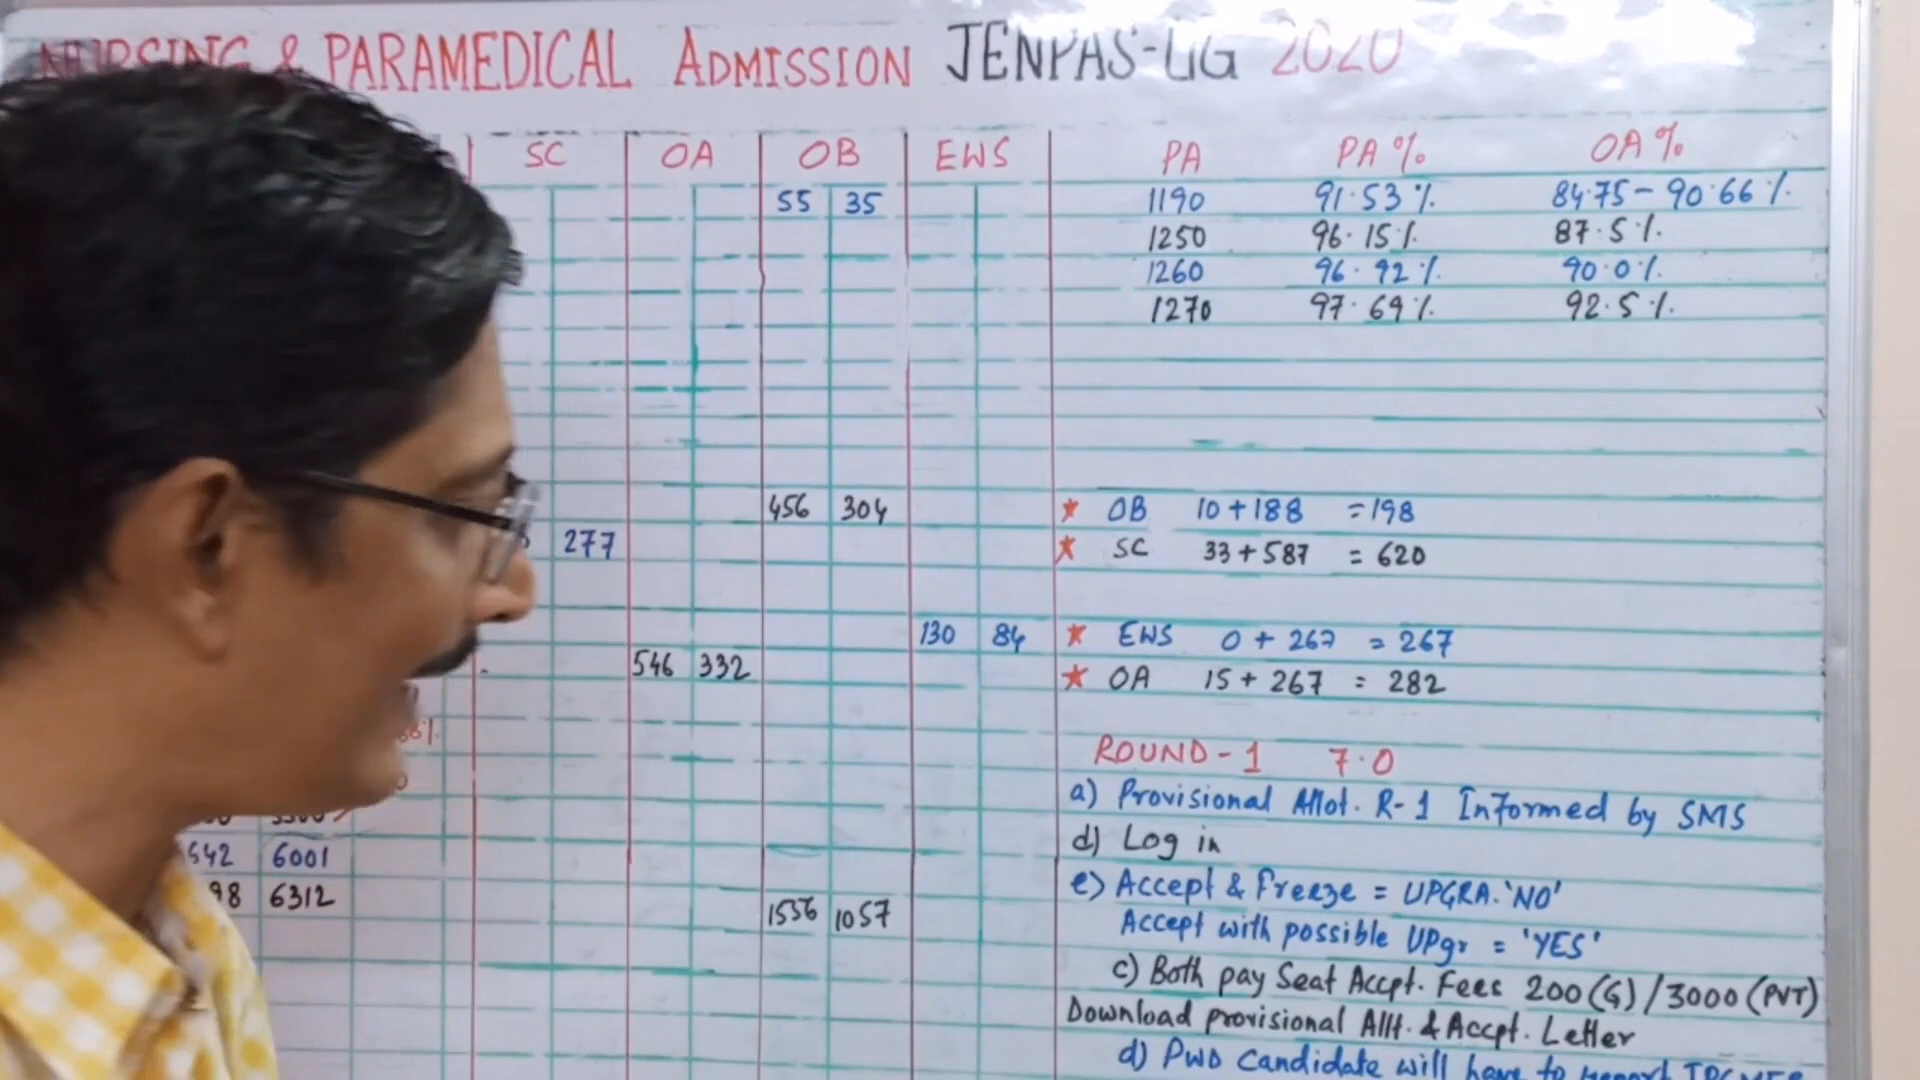 NURSING & PARAMEDICAL ADMISSION JENPAS-UG 2020
SC OA OB EWS PA PA% OA%
55 35 1190 91.53% 84.75-90.66%
1250 96.15% 87.5%
1260 96.92% 90.0%
1270 97.69% 92.5%
456 304 * OB 10+188 =198
277 * SC 33+587 = 620
130 84 * EWS 0+267 = 267
546 332 * OA 15+267 = 282
ROUND-1 7.0
a) Provisional Allot. R-1 Informed by SMS
d) Log in
642 6001
e) Accept & Freeze = UPGRA. 'NO'
98 6312
1556 1057 Accept with possible UPgr = 'YES'
c) Both pay Seat Accpt. Fees 200(G)/3000(PVT)
Download provisional Allt. & Accpt. Letter
d) PWD Candidate will have to report